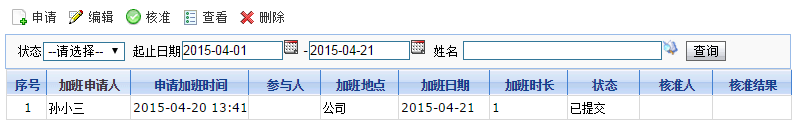 申请 编辑 核准 查看 删除
状态 --请选择-- 起止日期 2015-04-01 - 2015-04-21 姓名 查询
序号 加班申请人 申请加班时间 参与人 加班地点 加班日期 加班时长 状态 核准人 核准结果
1 孙小三 2015-04-20 13:41 公司 2015-04-21 1 已提交